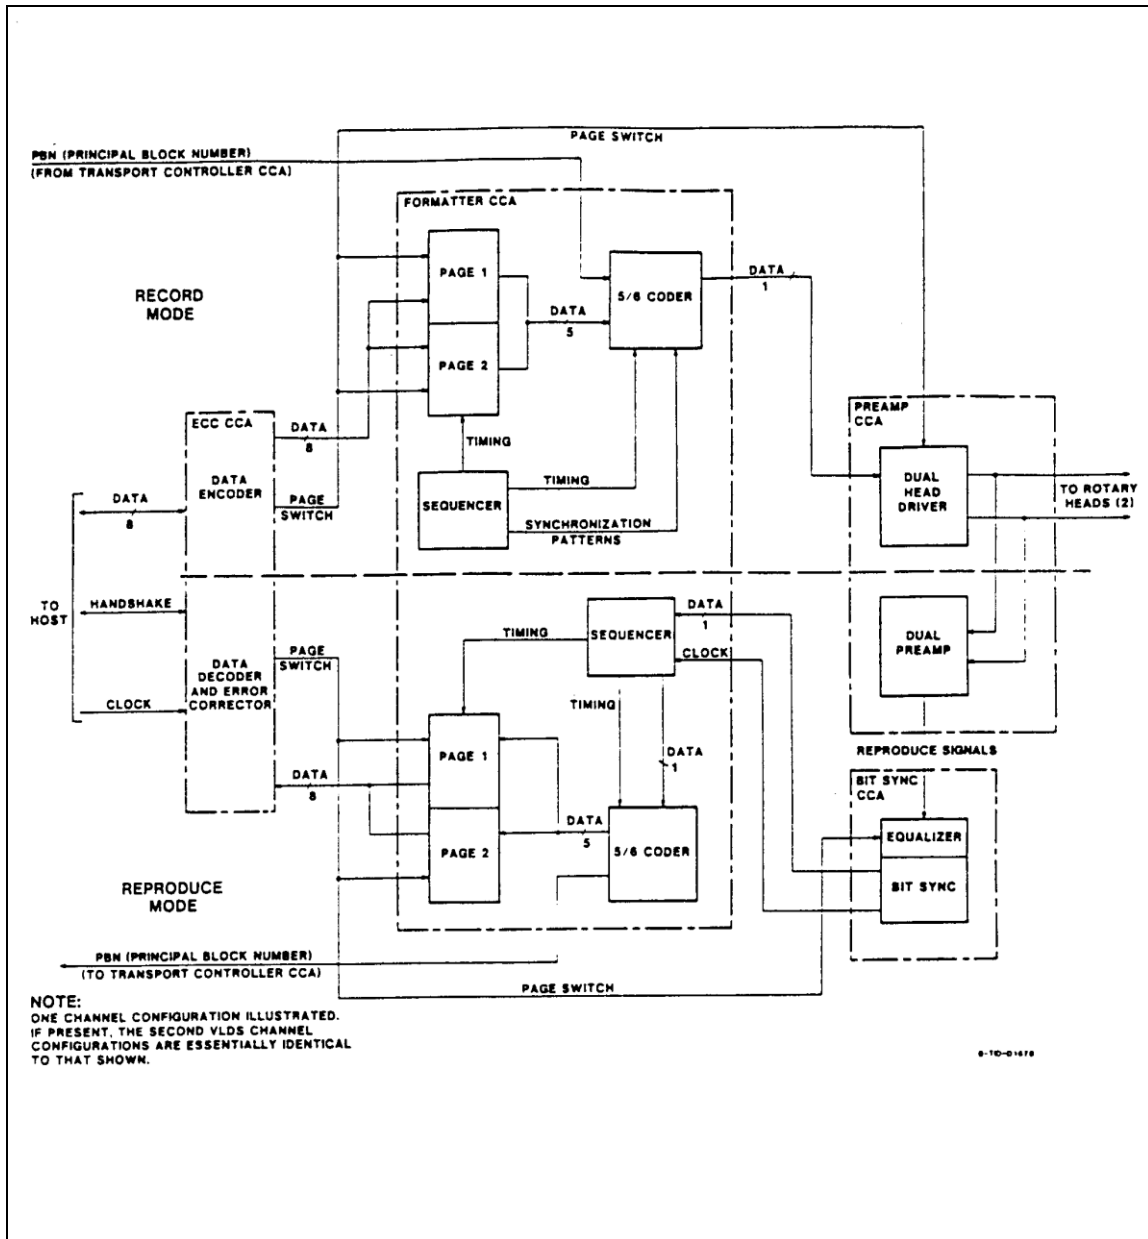 PAGE SWITCH
PBN (PRINCIPAL BLOCK NUMBER)
(FROM TRANSPORT CONTROLLER CCA)
FORMATTER CCA
RECORD
MODE
PAGE 1
PAGE 2
DATA
5
5/6 CODER
DATA
1
ECC CCA
DATA
8
DATA
ENCODER
PAGE
SWITCH
TIMING
SEQUENCER
TIMING
SYNCHRONIZATION
PATTERNS
PREAMP
CCA
DUAL
HEAD
DRIVER
TO ROTARY
HEADS (2)
DATA
8
TO
HOST
HANDSHAKE
CLOCK
DATA
DECODER
AND ERROR
CORRECTOR
PAGE
SWITCH
DATA
8
TIMING
SEQUENCER
DATA
1
CLOCK
TIMING
DATA
1
DUAL
PREAMP
REPRODUCE SIGNALS
PAGE 1
PAGE 2
DATA
5
5/6 CODER
BIT SYNC
CCA
EQUALIZER
BIT SYNC
REPRODUCE
MODE
PBN (PRINCIPAL BLOCK NUMBER)
(TO TRANSPORT CONTROLLER CCA)
PAGE SWITCH
NOTE:
ONE CHANNEL CONFIGURATION ILLUSTRATED.
IF PRESENT, THE SECOND VLDS CHANNEL
CONFIGURATIONS ARE ESSENTIALLY IDENTICAL
TO THAT SHOWN.